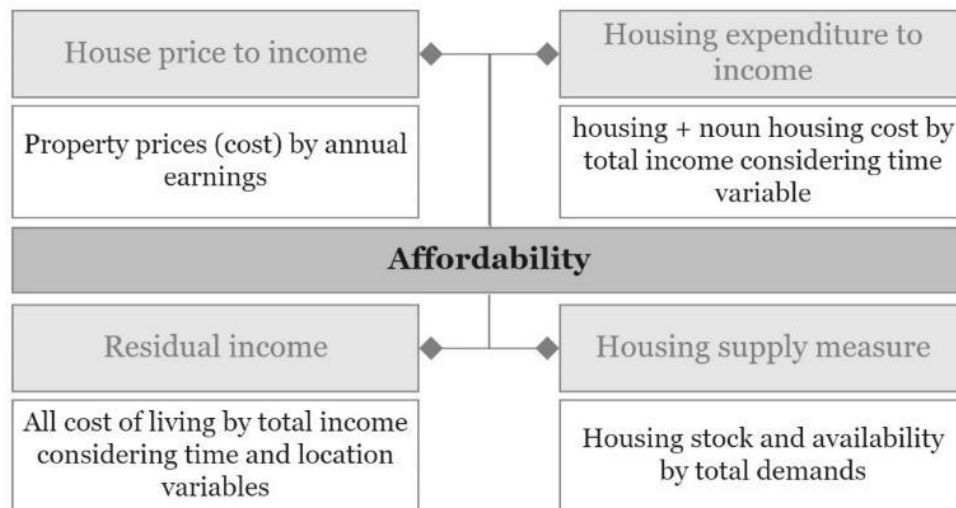 House price to income
Property prices (cost) by annual
earnings
Housing expenditure to
income
housing + noun housing cost by
total income considering time
variable
Affordability
Residual income
All cost of living by total income
considering time and location
variables
Housing supply measure
Housing stock and availability
by total demands